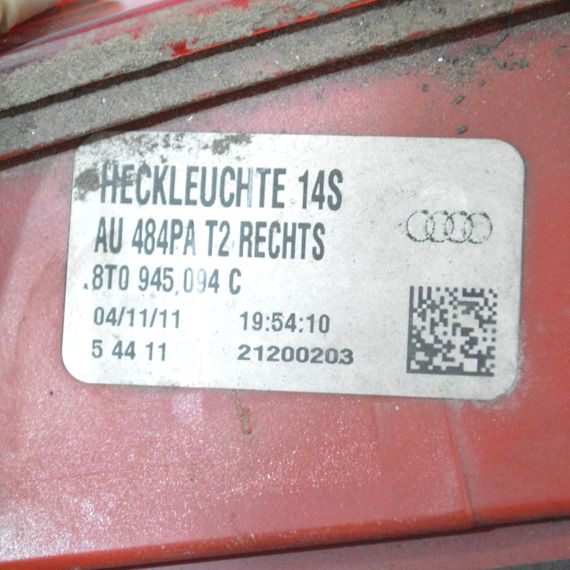 HECKLEUCHTE 14S
AU 484PA T2 RECHTS
8T0 945 094 C
04/11/11 19:54:10
5 44 11 21200203